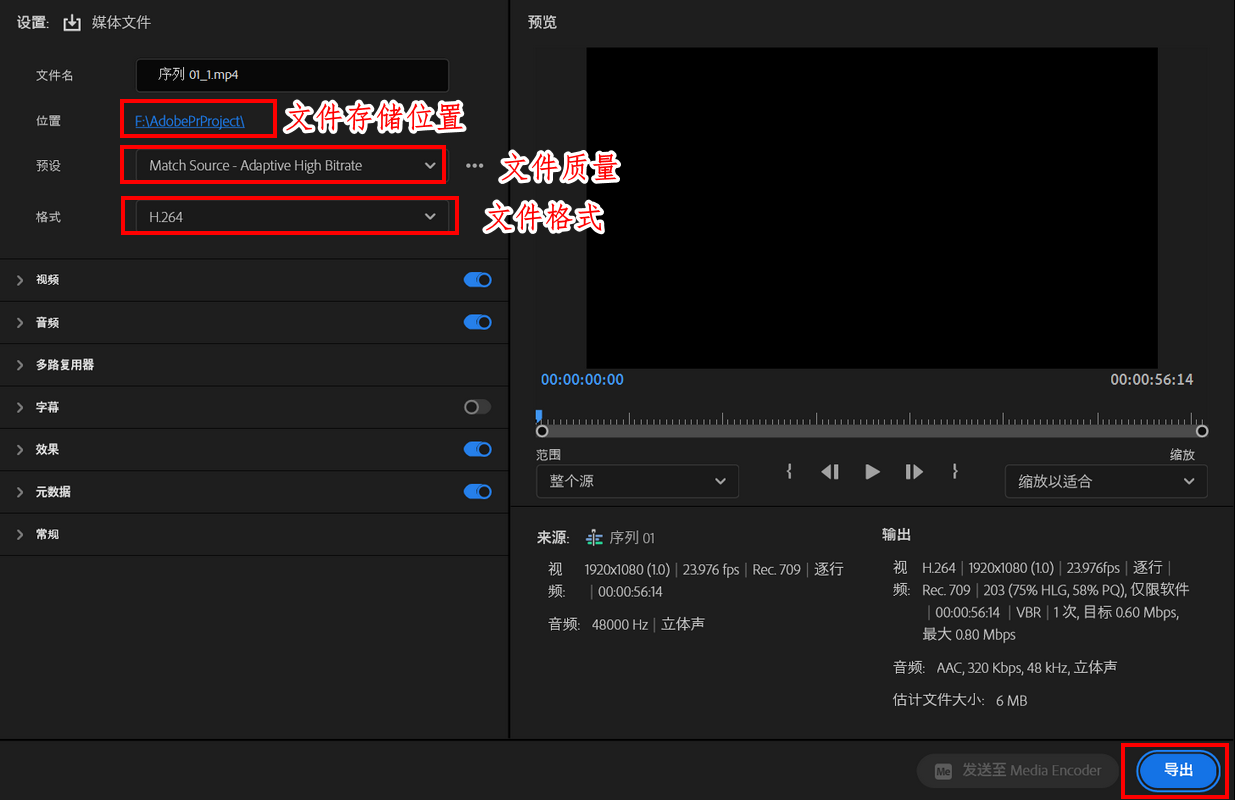 设置: 媒体文件
文件名 序列 01_1.mp4
位置 F:\AdobePrProject\ 文件存储位置
预设 Match Source - Adaptive High Bitrate ••• 文件质量
格式 H.264 文件格式
视频
音频
多路复用器
字幕
效果
元数据
常规
预览
00:00:00:00 00:00:56:14
范围 缩放
整个源 缩放以适合
来源: 序列 01
视频: 1920x1080 (1.0) | 23.976 fps | Rec. 709 | 逐行
| 00:00:56:14
音频: 48000 Hz | 立体声
输出
视频: H.264 | 1920x1080 (1.0) | 23.976fps | 逐行 |
Rec. 709 | 203 (75% HLG, 58% PQ), 仅限软件
| 00:00:56:14 | VBR | 1 次, 目标 0.60 Mbps,
最大 0.80 Mbps
音频: AAC, 320 Kbps, 48 kHz, 立体声
估计文件大小: 6 MB
Me 发送至 Media Encoder 导出